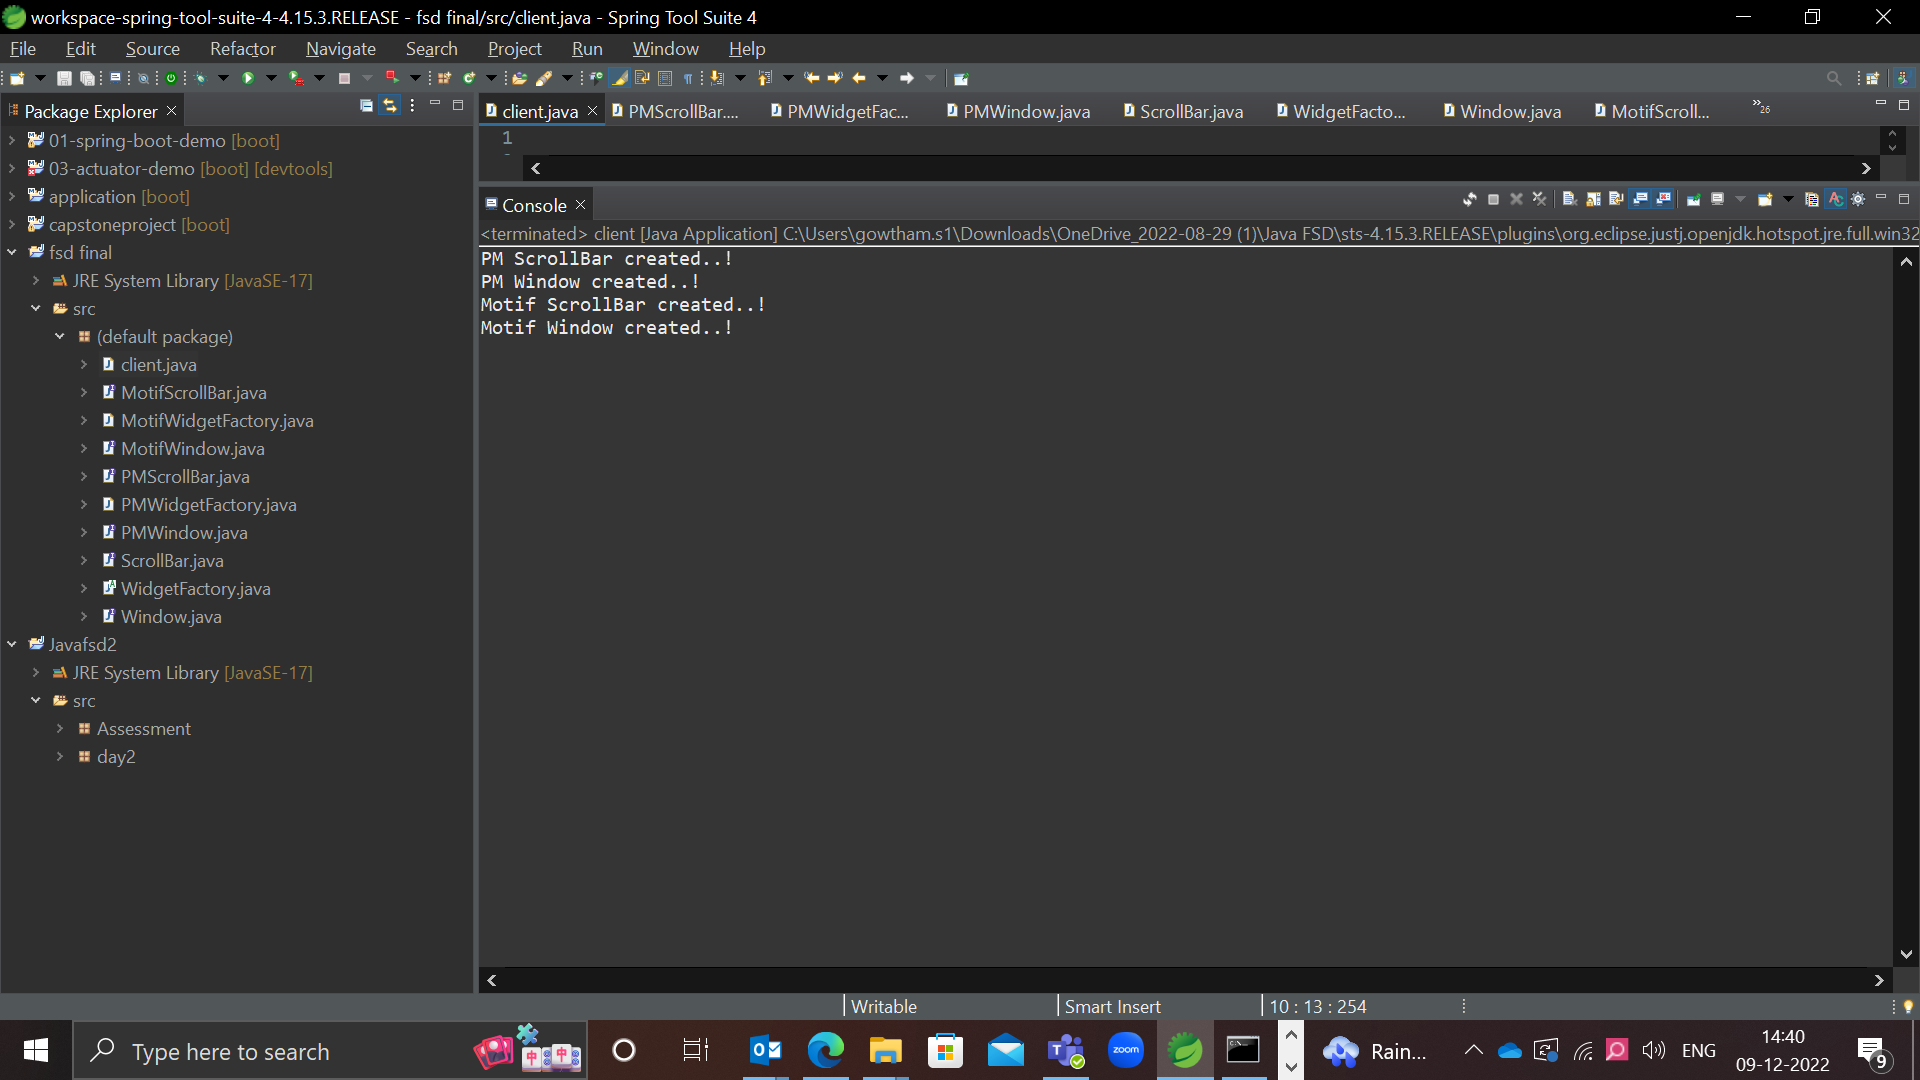 workspace-spring-tool-suite-4-4.15.3.RELEASE - fsd final/src/client.java - Spring Tool Suite 4
File Edit Source Refactor Navigate Search Project Run Window Help
Package Explorer
client.java PMScrollBar.... PMWidgetFac... PMWindow.java ScrollBar.java WidgetFacto... Window.java MotifScroll... »26
1
01-spring-boot-demo [boot]
03-actuator-demo [boot] [devtools]
application [boot]
capstoneproject [boot]
fsd final
JRE System Library [JavaSE-17]
src
(default package)
client.java
MotifScrollBar.java
MotifWidgetFactory.java
MotifWindow.java
PMScrollBar.java
PMWidgetFactory.java
PMWindow.java
ScrollBar.java
WidgetFactory.java
Window.java
Javafsd2
JRE System Library [JavaSE-17]
src
Assessment
day2
Console
<terminated> client [Java Application] C:\Users\gowtham.s1\Downloads\OneDrive_2022-08-29 (1)\Java FSD\sts-4.15.3.RELEASE\plugins\org.eclipse.justj.openjdk.hotspot.jre.full.win32
PM ScrollBar created..!
PM Window created..!
Motif ScrollBar created..!
Motif Window created..!
Writable Smart Insert 10 : 13 : 254
Type here to search
zoom
Rain...
ENG
14:40
09-12-2022
9